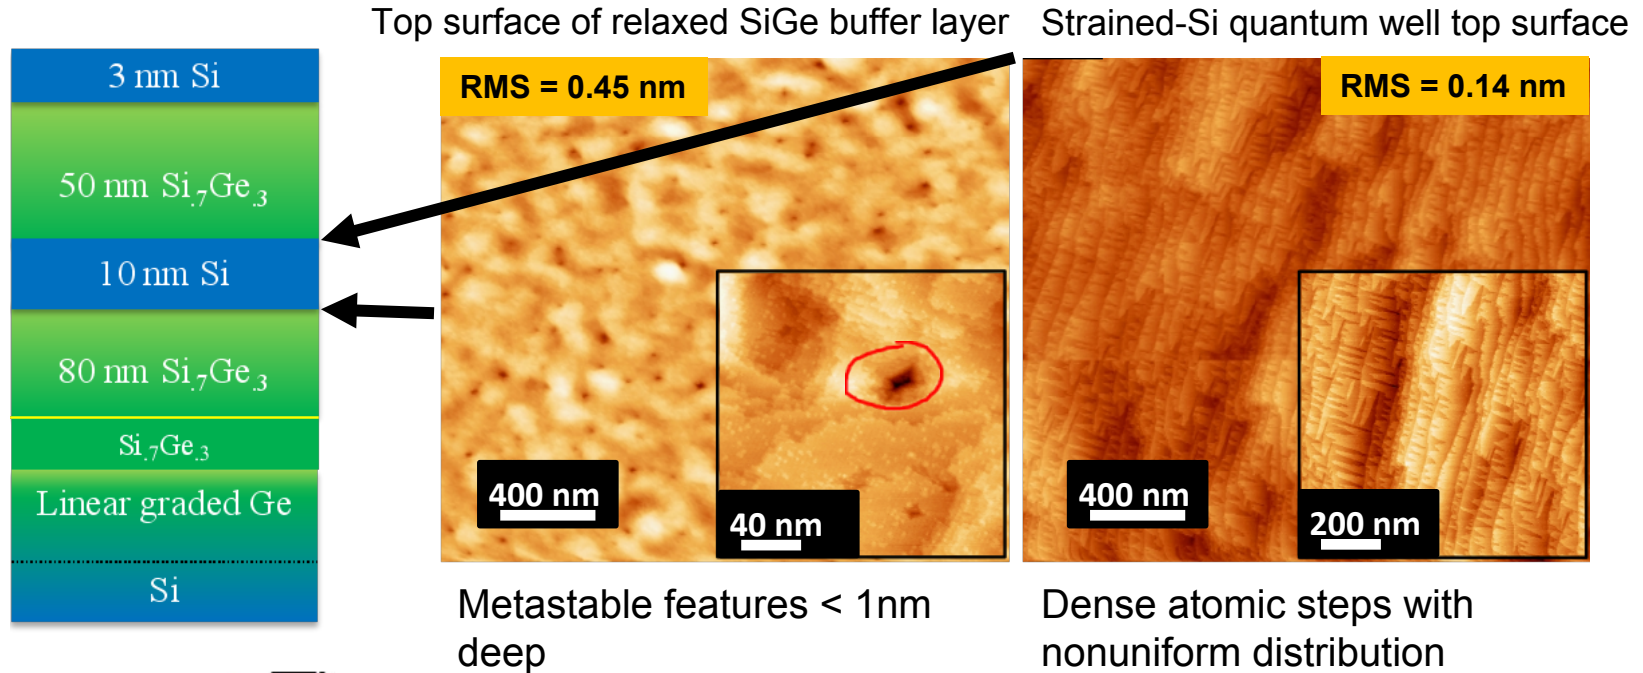 Top surface of relaxed SiGe buffer layer
Strained-Si quantum well top surface
3 nm Si
50 nm Si.7Ge.3
10 nm Si
80 nm Si.7Ge.3
Si.7Ge.3
Linear graded Ge
Si
RMS = 0.45 nm
400 nm
40 nm
Metastable features < 1nm
deep
RMS = 0.14 nm
400 nm
200 nm
Dense atomic steps with
nonuniform distribution